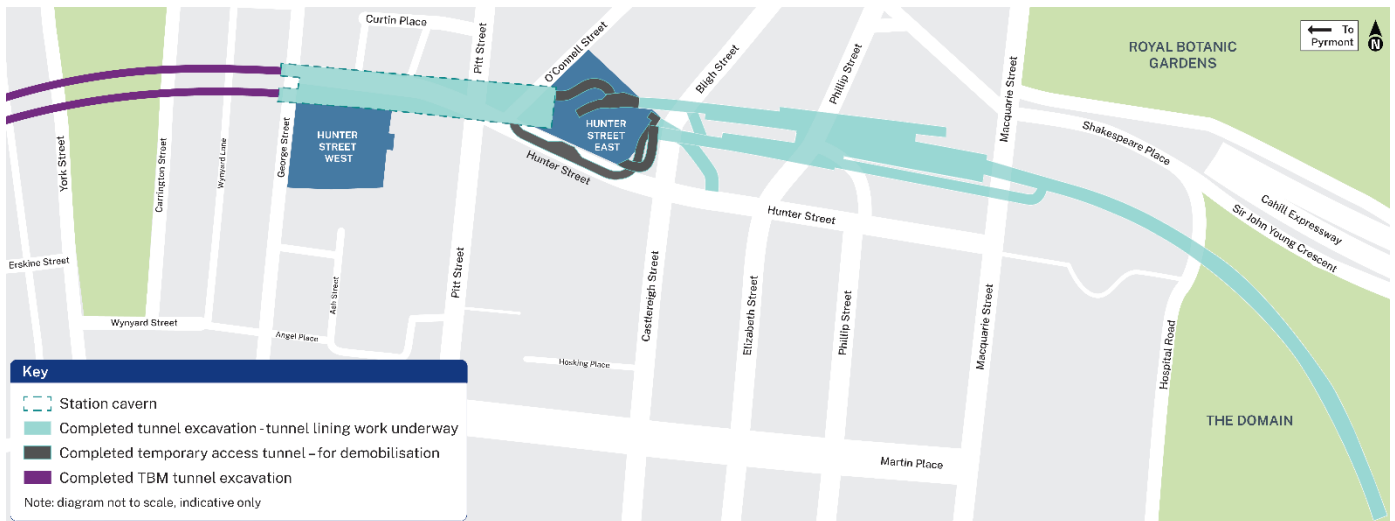 Curtin Place
Pitt Street
O'Connell Street
Bligh Street
Phillip Street
Macquarie Street
ROYAL BOTANIC
GARDENS
To
Pyrmont
N
Shakespeare Place
Cahill Expressway
Sir John Young Crescent
York Street
Carrington Street
Wynyard Lane
George Street
HUNTER
STREET
WEST
HUNTER
STREET
EAST
Hunter Street
Hunter Street
Erskine Street
Wynyard Street
Ash Street
Angel Place
Pitt Street
Hosking Place
Castlereigh Street
Elizabeth Street
Phillip Street
Macquarie Street
Hospital Road
THE DOMAIN
Martin Place
Key
Station cavern
Completed tunnel excavation - tunnel lining work underway
Completed temporary access tunnel – for demobilisation
Completed TBM tunnel excavation
Note: diagram not to scale, indicative only